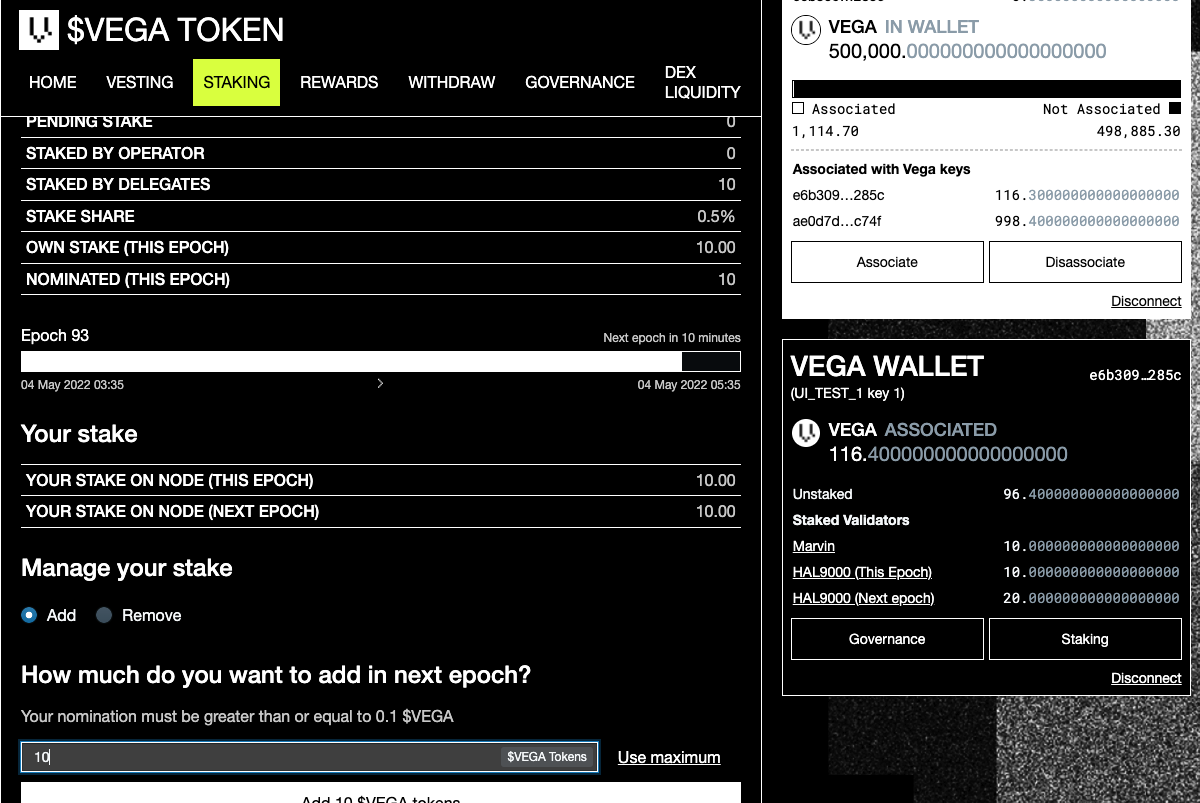 $VEGA TOKEN
HOME VESTING STAKING REWARDS WITHDRAW GOVERNANCE DEX LIQUIDITY
PENDING STAKE 0
STAKED BY OPERATOR 0
STAKED BY DELEGATES 10
STAKE SHARE 0.5%
OWN STAKE (THIS EPOCH) 10.00
NOMINATED (THIS EPOCH) 10
Epoch 93 Next epoch in 10 minutes
04 May 2022 03:35 04 May 2022 05:35
Your stake
YOUR STAKE ON NODE (THIS EPOCH) 10.00
YOUR STAKE ON NODE (NEXT EPOCH) 10.00
Manage your stake
Add Remove
How much do you want to add in next epoch?
Your nomination must be greater than or equal to 0.1 $VEGA
10 $VEGA Tokens Use maximum
Add 10 $VEGA tokens
VEGA IN WALLET
500,000.000000000000000000
Associated Not Associated
1,114.70 498,885.30
Associated with Vega keys
e6b309…285c 116.300000000000000000
ae0d7d…c74f 998.400000000000000000
Associate Disassociate
Disconnect
VEGA WALLET e6b309…285c
(UI_TEST_1 key 1)
VEGA ASSOCIATED
116.400000000000000000
Unstaked 96.400000000000000000
Staked Validators
Marvin 10.000000000000000000
HAL9000 (This Epoch) 10.000000000000000000
HAL9000 (Next epoch) 20.000000000000000000
Governance Staking
Disconnect